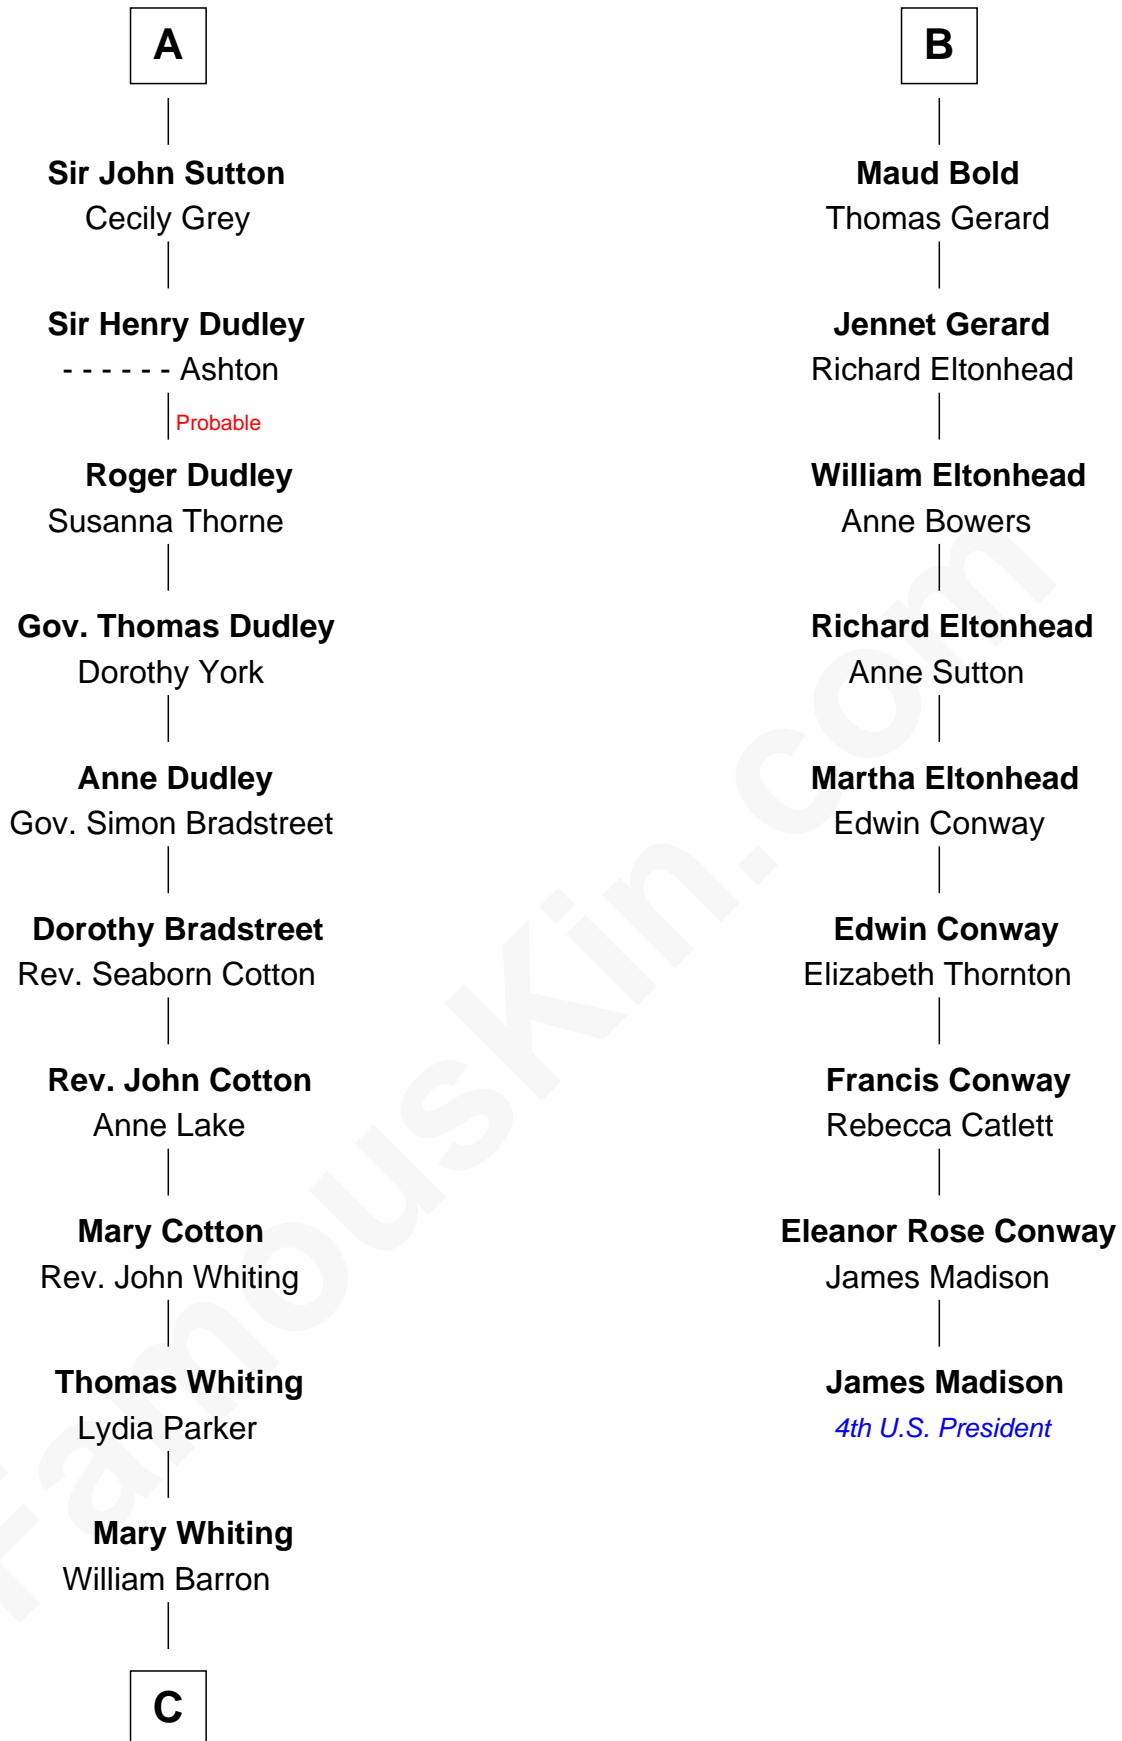 A
Sir John Sutton
Cecily Grey
Sir Henry Dudley
- - - - - - Ashton
Probable
Roger Dudley
Susanna Thorne
Gov. Thomas Dudley
Dorothy York
Anne Dudley
Gov. Simon Bradstreet
Dorothy Bradstreet
Rev. Seaborn Cotton
Rev. John Cotton
Anne Lake
Mary Cotton
Rev. John Whiting
Thomas Whiting
Lydia Parker
Mary Whiting
William Barron
C
B
Maud Bold
Thomas Gerard
Jennet Gerard
Richard Eltonhead
William Eltonhead
Anne Bowers
Richard Eltonhead
Anne Sutton
Martha Eltonhead
Edwin Conway
Edwin Conway
Elizabeth Thornton
Francis Conway
Rebecca Catlett
Eleanor Rose Conway
James Madison
James Madison
4th U.S. President
FamousKin.com